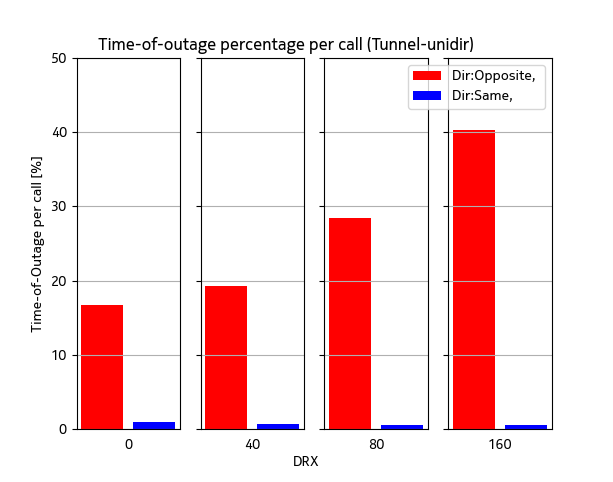 Time-of-outage percentage per call (Tunnel-unidir)
Dir:Opposite,
Dir:Same,
Time-of-Outage per call [%]
50
40
30
20
10
0
0 40 80 160
DRX